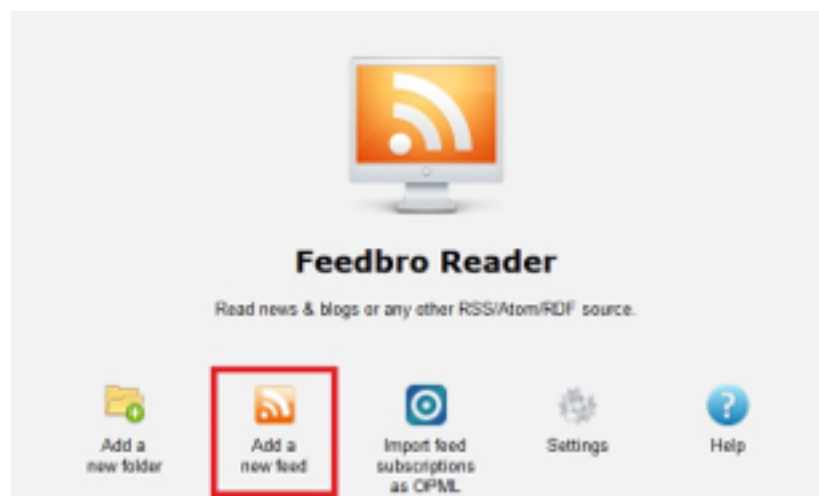 Feedbro Reader
Read news & blogs or any other RSS/Atom/RDF source.
Add a
new folder
Add a
new feed
Import feed
subscriptions
as OPML
Settings
Help